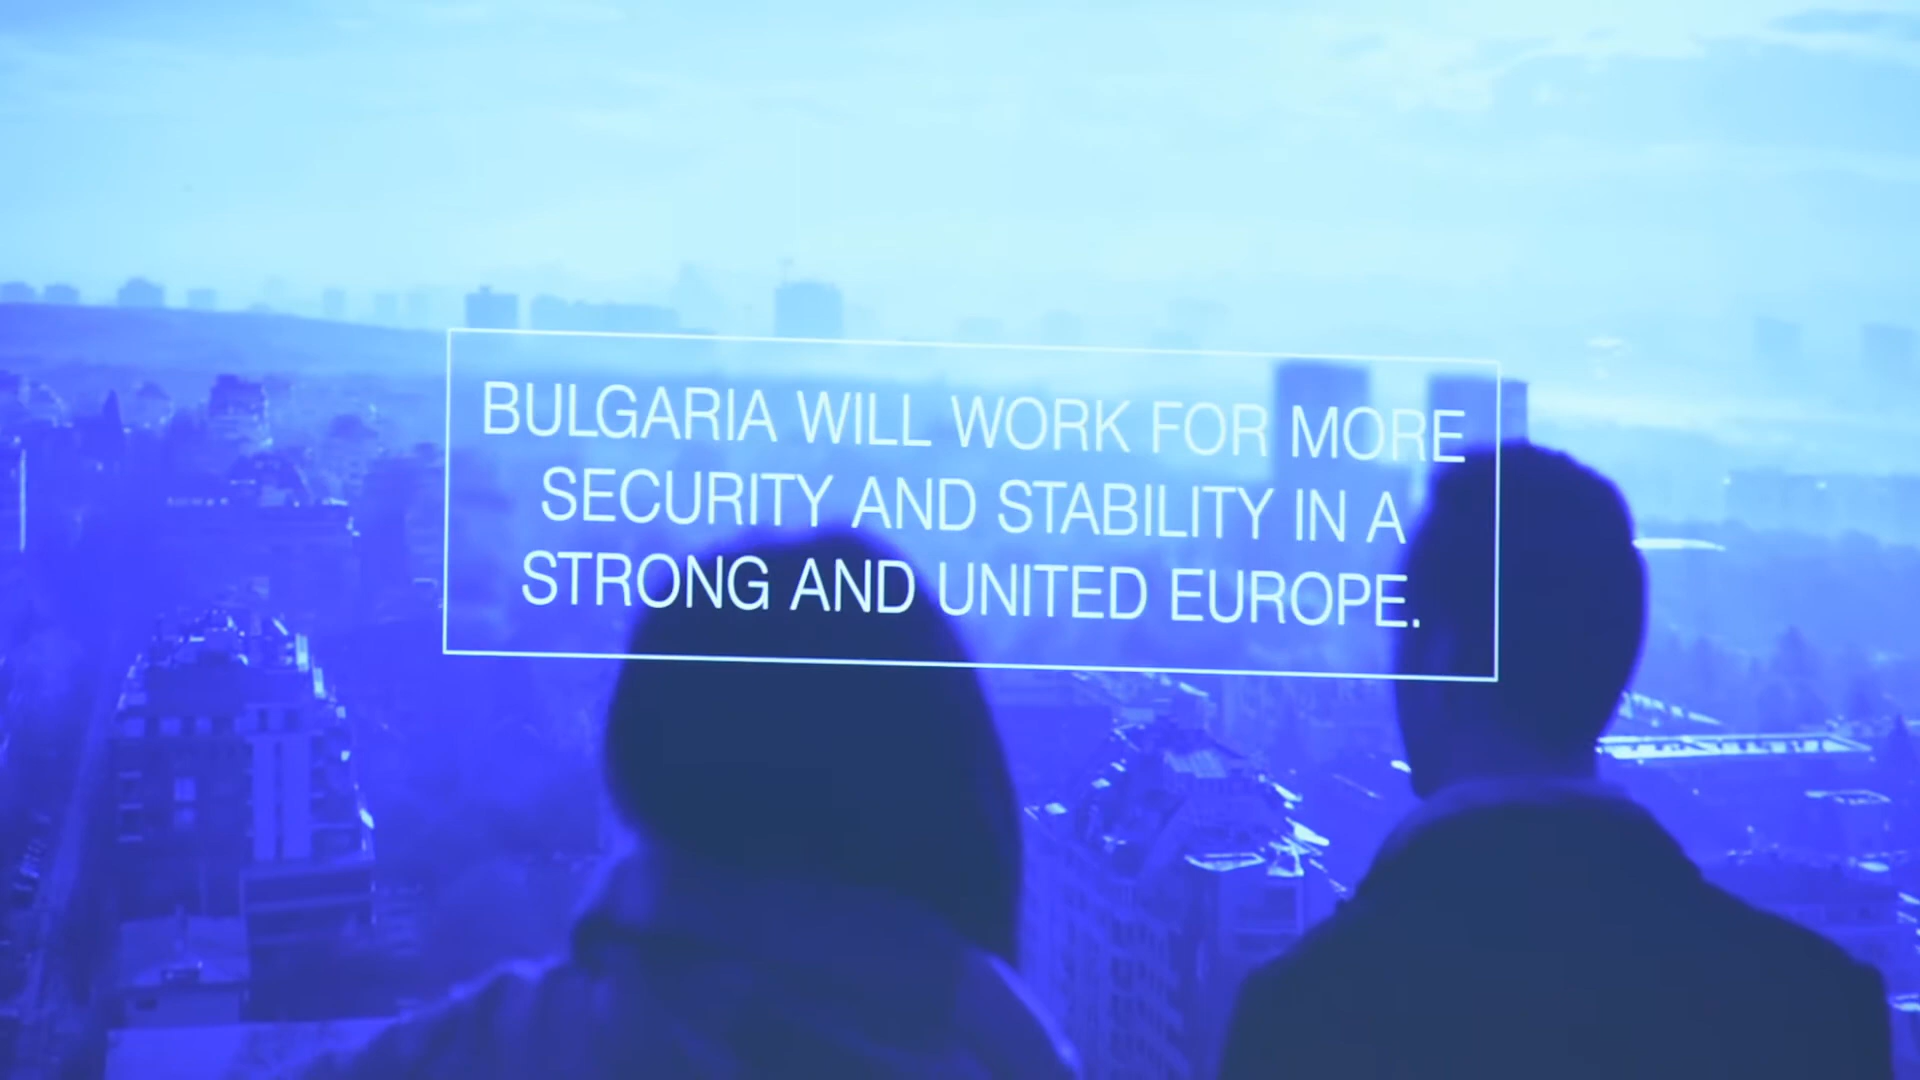 BULGARIA WILL WORK FOR MORE
SECURITY AND STABILITY IN A
STRONG AND UNITED EUROPE.